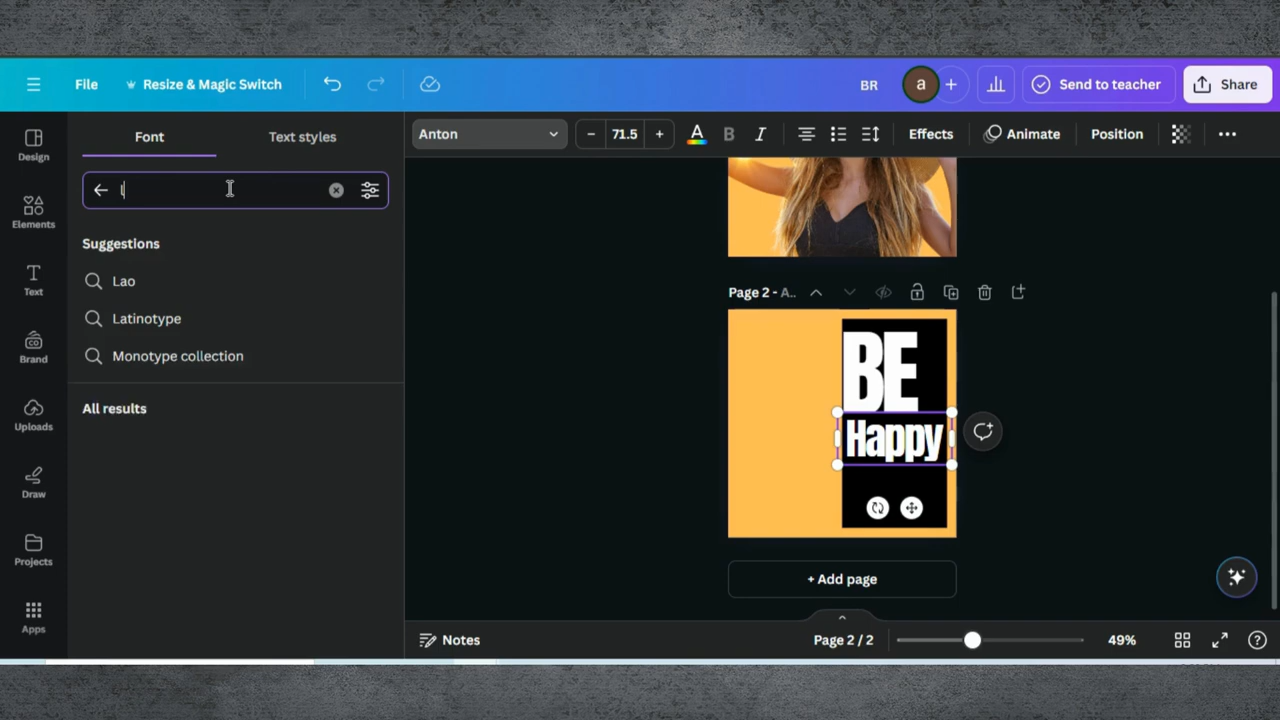 File
Resize & Magic Switch
BR
a
Send to teacher
Share
Design
Elements
Text
Brand
Uploads
Draw
Projects
Apps
Font
Text styles
l
Suggestions
Lao
Latinotype
Monotype collection
All results
Anton
71.5
A
B
I
Effects
Animate
Position
Page 2 - A..
BE
Happy
+ Add page
Notes
Page 2 / 2
49%